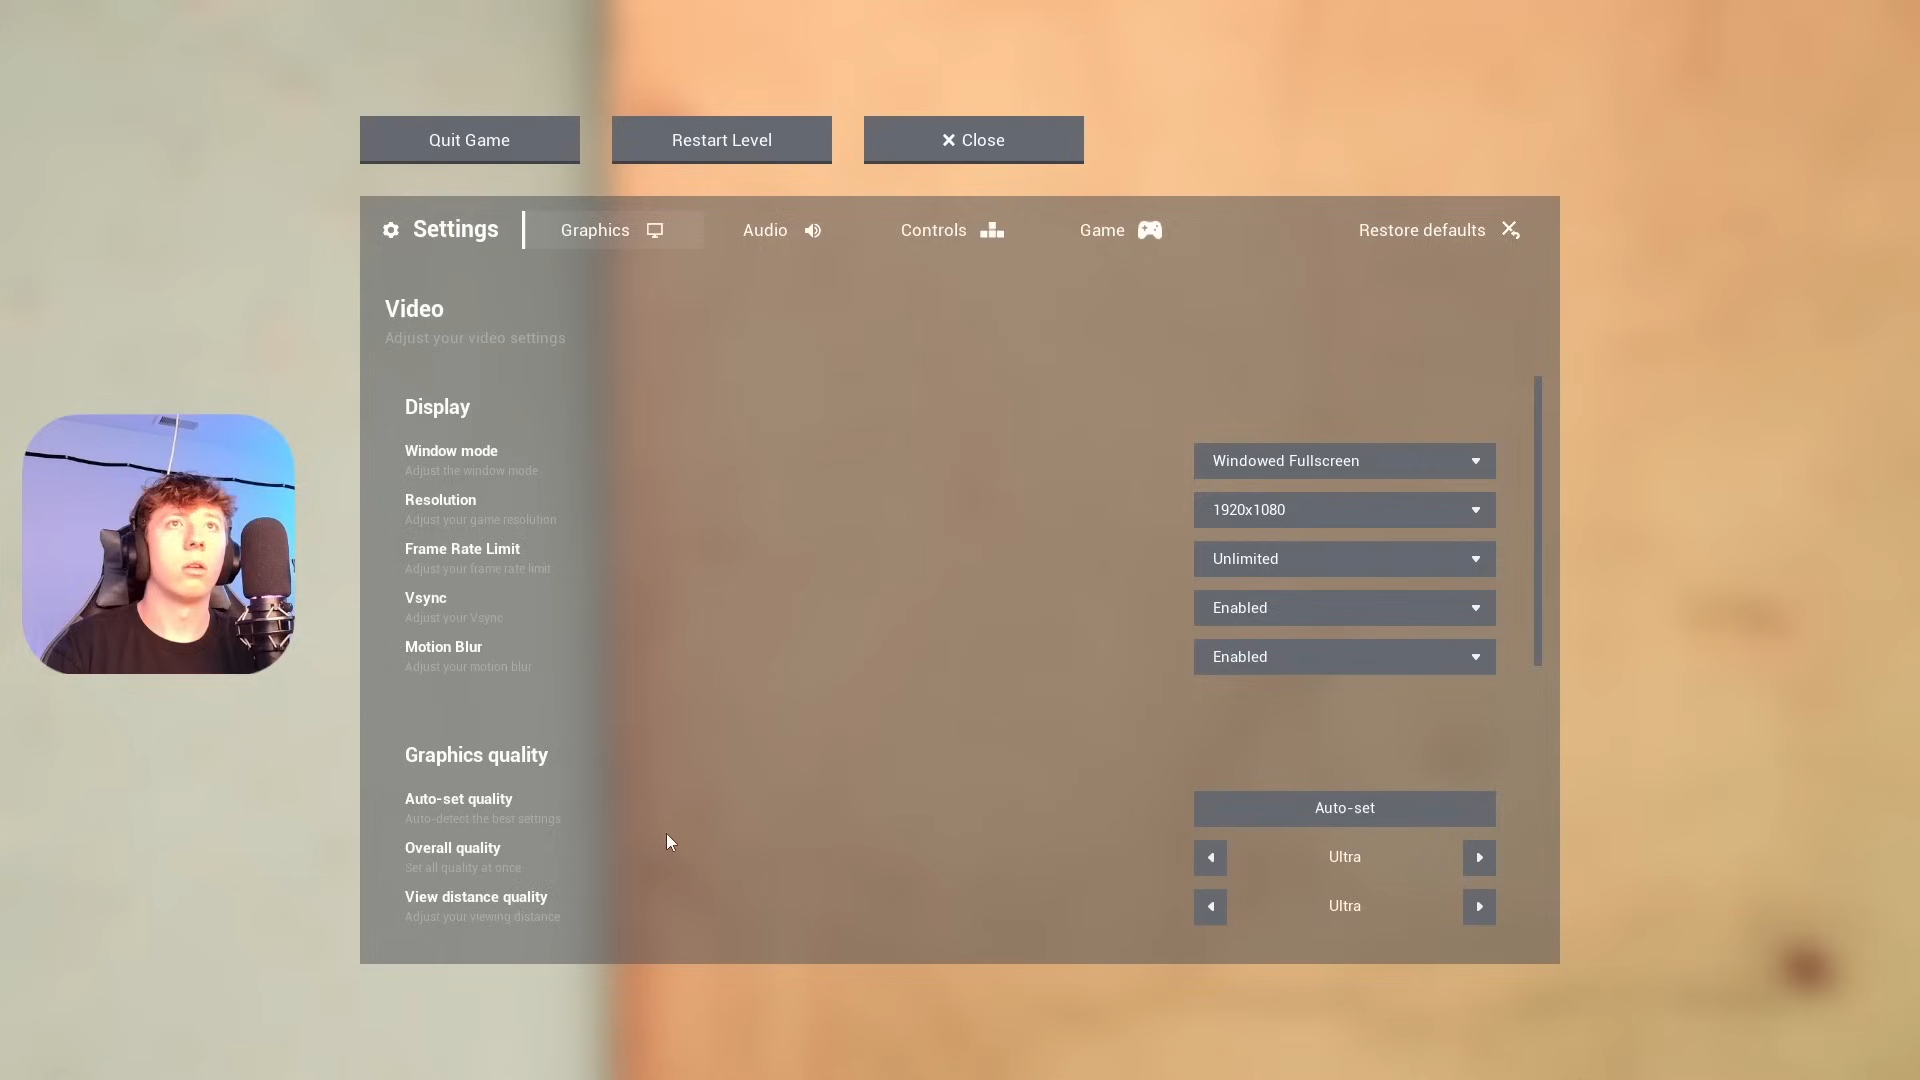 Quit Game
Restart Level
Close
Settings
Graphics
Audio
Controls
Game
Restore defaults
Video
Adjust your video settings
Display
Window mode
Adjust the window mode
Windowed Fullscreen
Resolution
Adjust your game resolution
1920x1080
Frame Rate Limit
Adjust your frame rate limit
Unlimited
Vsync
Adjust your Vsync
Enabled
Motion Blur
Adjust your motion blur
Enabled
Graphics quality
Auto-set quality
Auto-detect the best settings
Auto-set
Overall quality
Set all quality at once
Ultra
View distance quality
Adjust your viewing distance
Ultra